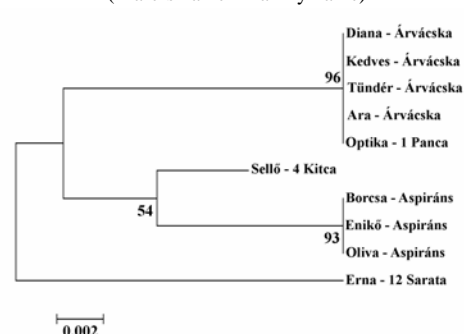 Diana - Árvácska
Kedves - Árvácska
96
Tündér - Árvácska
Ara - Árvácska
Optika - 1 Panca
Sellő - 4 Kitca
Borcsa - Aspiráns
54
Enikő - Aspiráns
93
Oliva - Aspiráns
Erna - 12 Sarata
0.002